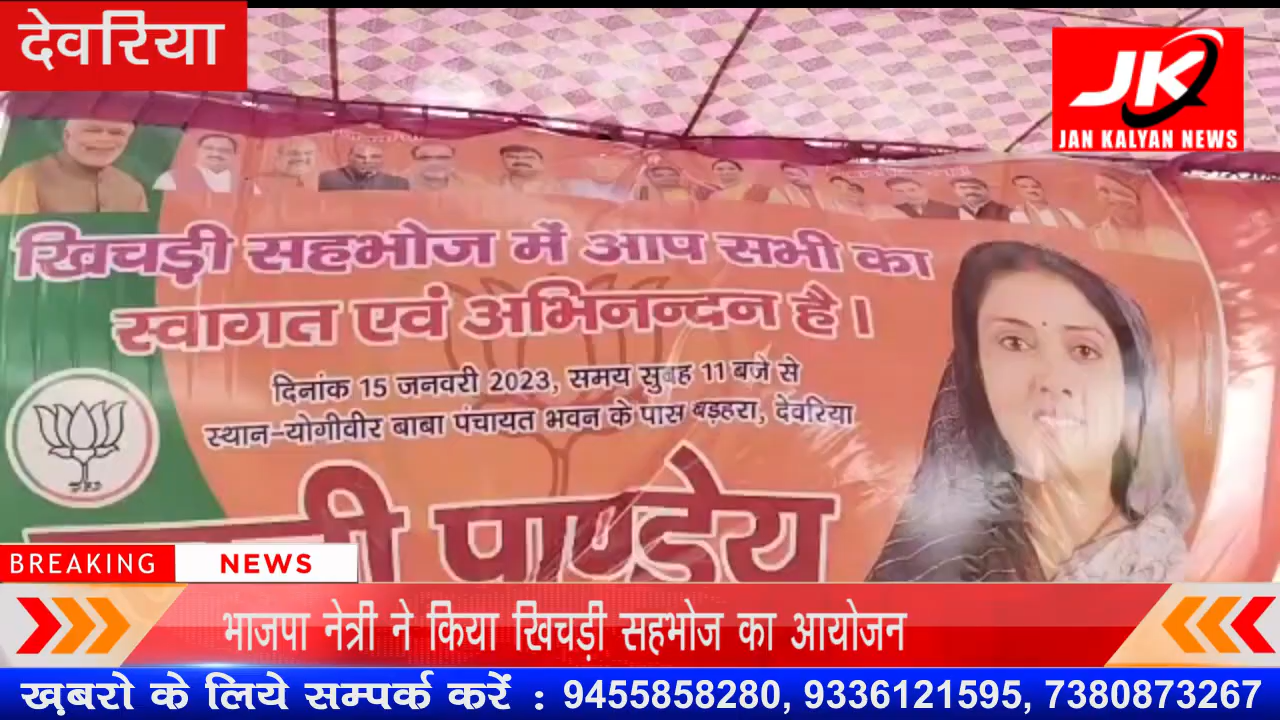 देवरिया
JK
JAN KALYAN NEWS
खिचड़ी सहभोज में आप सभी का
स्वागत एवं अभिनन्दन है।
दिनांक 15 जनवरी 2023, समय सुबह 11 बजे से
स्थान-योगीवीर बाबा पंचायत भवन के पास बड़हरा, देवरिया
पाण्डेय
BREAKING NEWS
भाजपा नेत्री ने किया खिचड़ी सहभोज का आयोजन
ख़बरो के लिये सम्पर्क करें : 9455858280, 9336121595, 7380873267